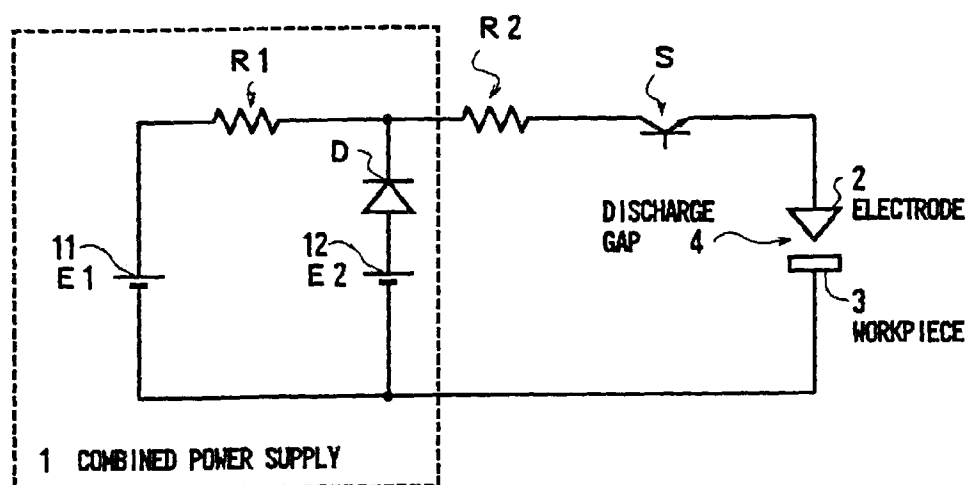 R1
R2
S
D
11
E1
12
E2
DISCHARGE
GAP 4
2
ELECTRODE
3
WORKPIECE
1 COMBINED POWER SUPPLY